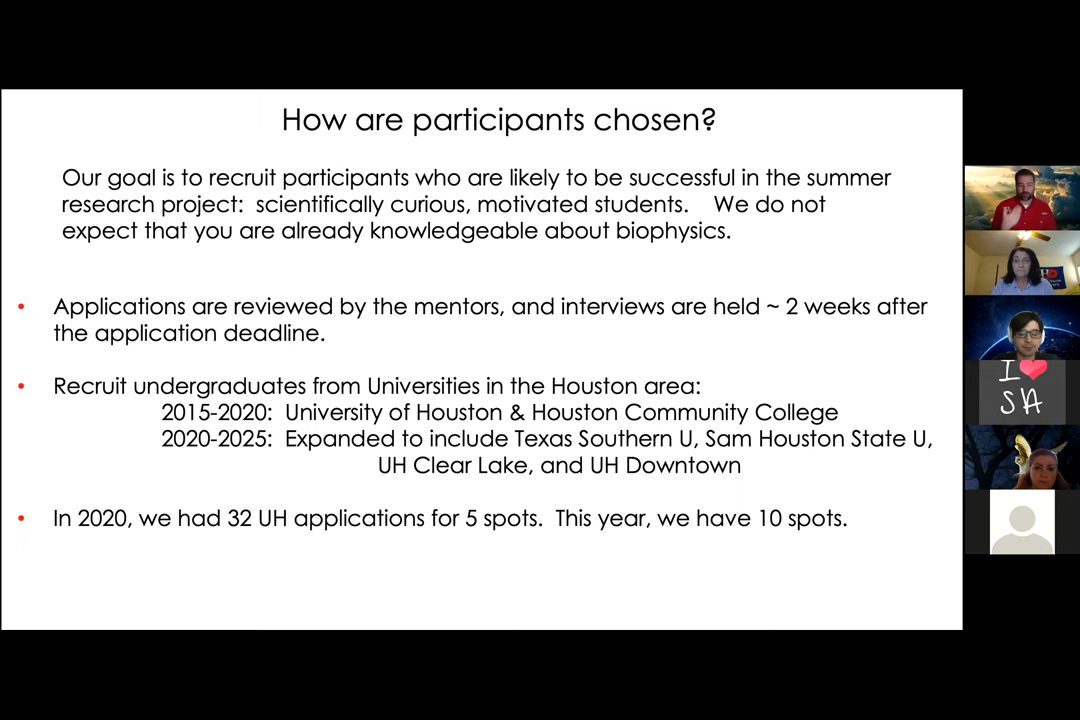 How are participants chosen?
Our goal is to recruit participants who are likely to be successful in the summer
research project: scientifically curious, motivated students. We do not
expect that you are already knowledgeable about biophysics.
• Applications are reviewed by the mentors, and interviews are held ~ 2 weeks after
the application deadline.
• Recruit undergraduates from Universities in the Houston area:
2015-2020: University of Houston & Houston Community College
2020-2025: Expanded to include Texas Southern U, Sam Houston State U,
UH Clear Lake, and UH Downtown
• In 2020, we had 32 UH applications for 5 spots. This year, we have 10 spots.
I
SA